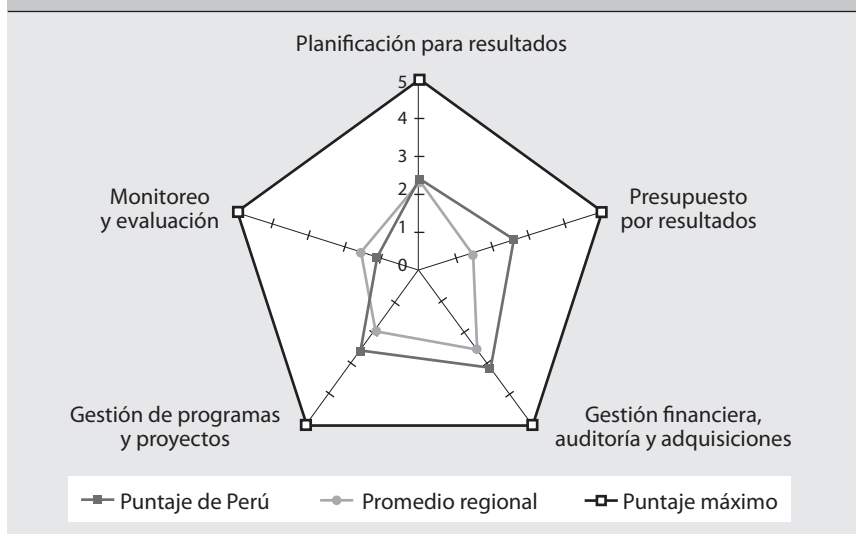 Planificación para resultados
5
4
3
2
1
0
Monitoreo
y evaluación
Presupuesto
por resultados
Gestión de programas
y proyectos
Gestión financiera,
auditoría y adquisiciones
Puntaje de Perú
Promedio regional
Puntaje máximo